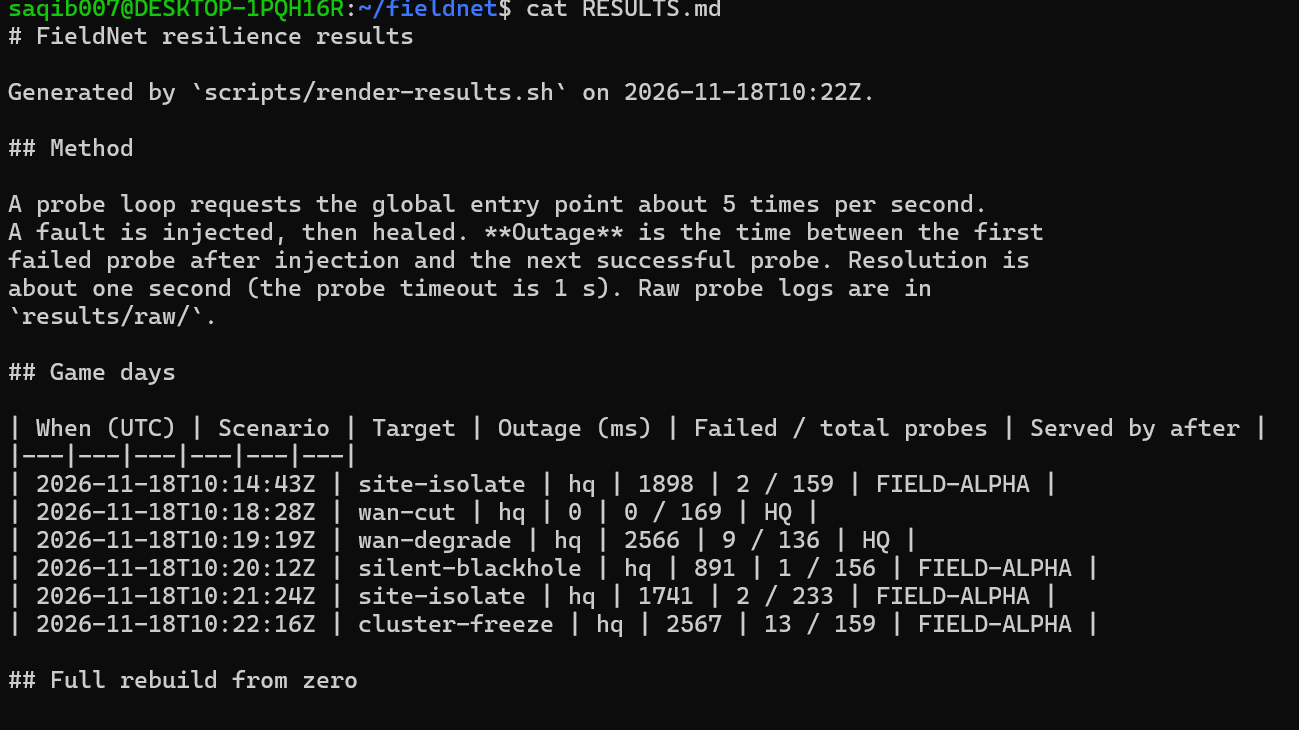 saqib007@DESKTOP-1PQH16R:~/fieldnet$ cat RESULTS.md
# FieldNet resilience results
Generated by `scripts/render-results.sh` on 2026-11-18T10:22Z.
## Method
A probe loop requests the global entry point about 5 times per second.
A fault is injected, then healed. **Outage** is the time between the first
failed probe after injection and the next successful probe. Resolution is
about one second (the probe timeout is 1 s). Raw probe logs are in
`results/raw/`.
## Game days
| When (UTC) | Scenario | Target | Outage (ms) | Failed / total probes | Served by after |
|---|---|---|---|---|---|
| 2026-11-18T10:14:43Z | site-isolate | hq | 1898 | 2 / 159 | FIELD-ALPHA |
| 2026-11-18T10:18:28Z | wan-cut | hq | 0 | 0 / 169 | HQ |
| 2026-11-18T10:19:19Z | wan-degrade | hq | 2566 | 9 / 136 | HQ |
| 2026-11-18T10:20:12Z | silent-blackhole | hq | 891 | 1 / 156 | FIELD-ALPHA |
| 2026-11-18T10:21:24Z | site-isolate | hq | 1741 | 2 / 233 | FIELD-ALPHA |
| 2026-11-18T10:22:16Z | cluster-freeze | hq | 2567 | 13 / 159 | FIELD-ALPHA |
## Full rebuild from zero